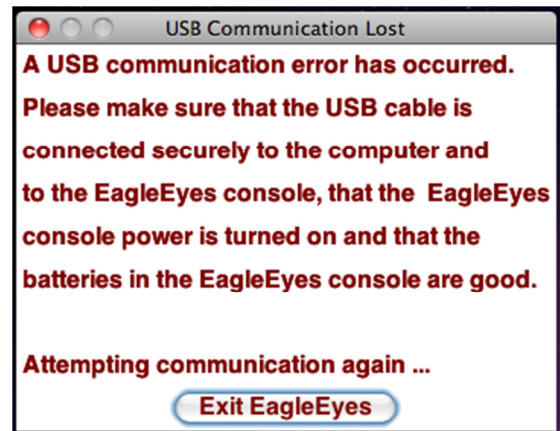 USB Communication Lost
A USB communication error has occurred.
Please make sure that the USB cable is
connected securely to the computer and
to the EagleEyes console, that the  EagleEyes
console power is turned on and that the
batteries in the EagleEyes console are good.
Attempting communication again ...
Exit EagleEyes